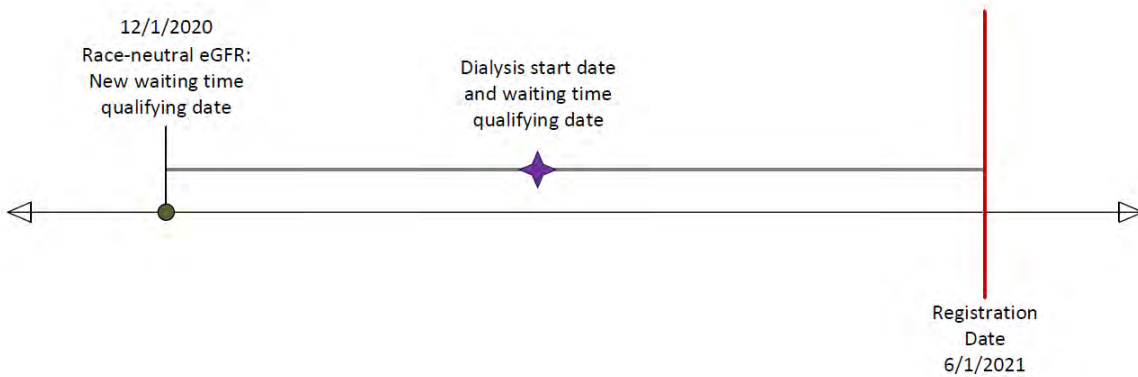 12/1/2020
Race-neutral eGFR:
New waiting time
qualifying date
Dialysis start date
and waiting time
qualifying date
Registration
Date
6/1/2021